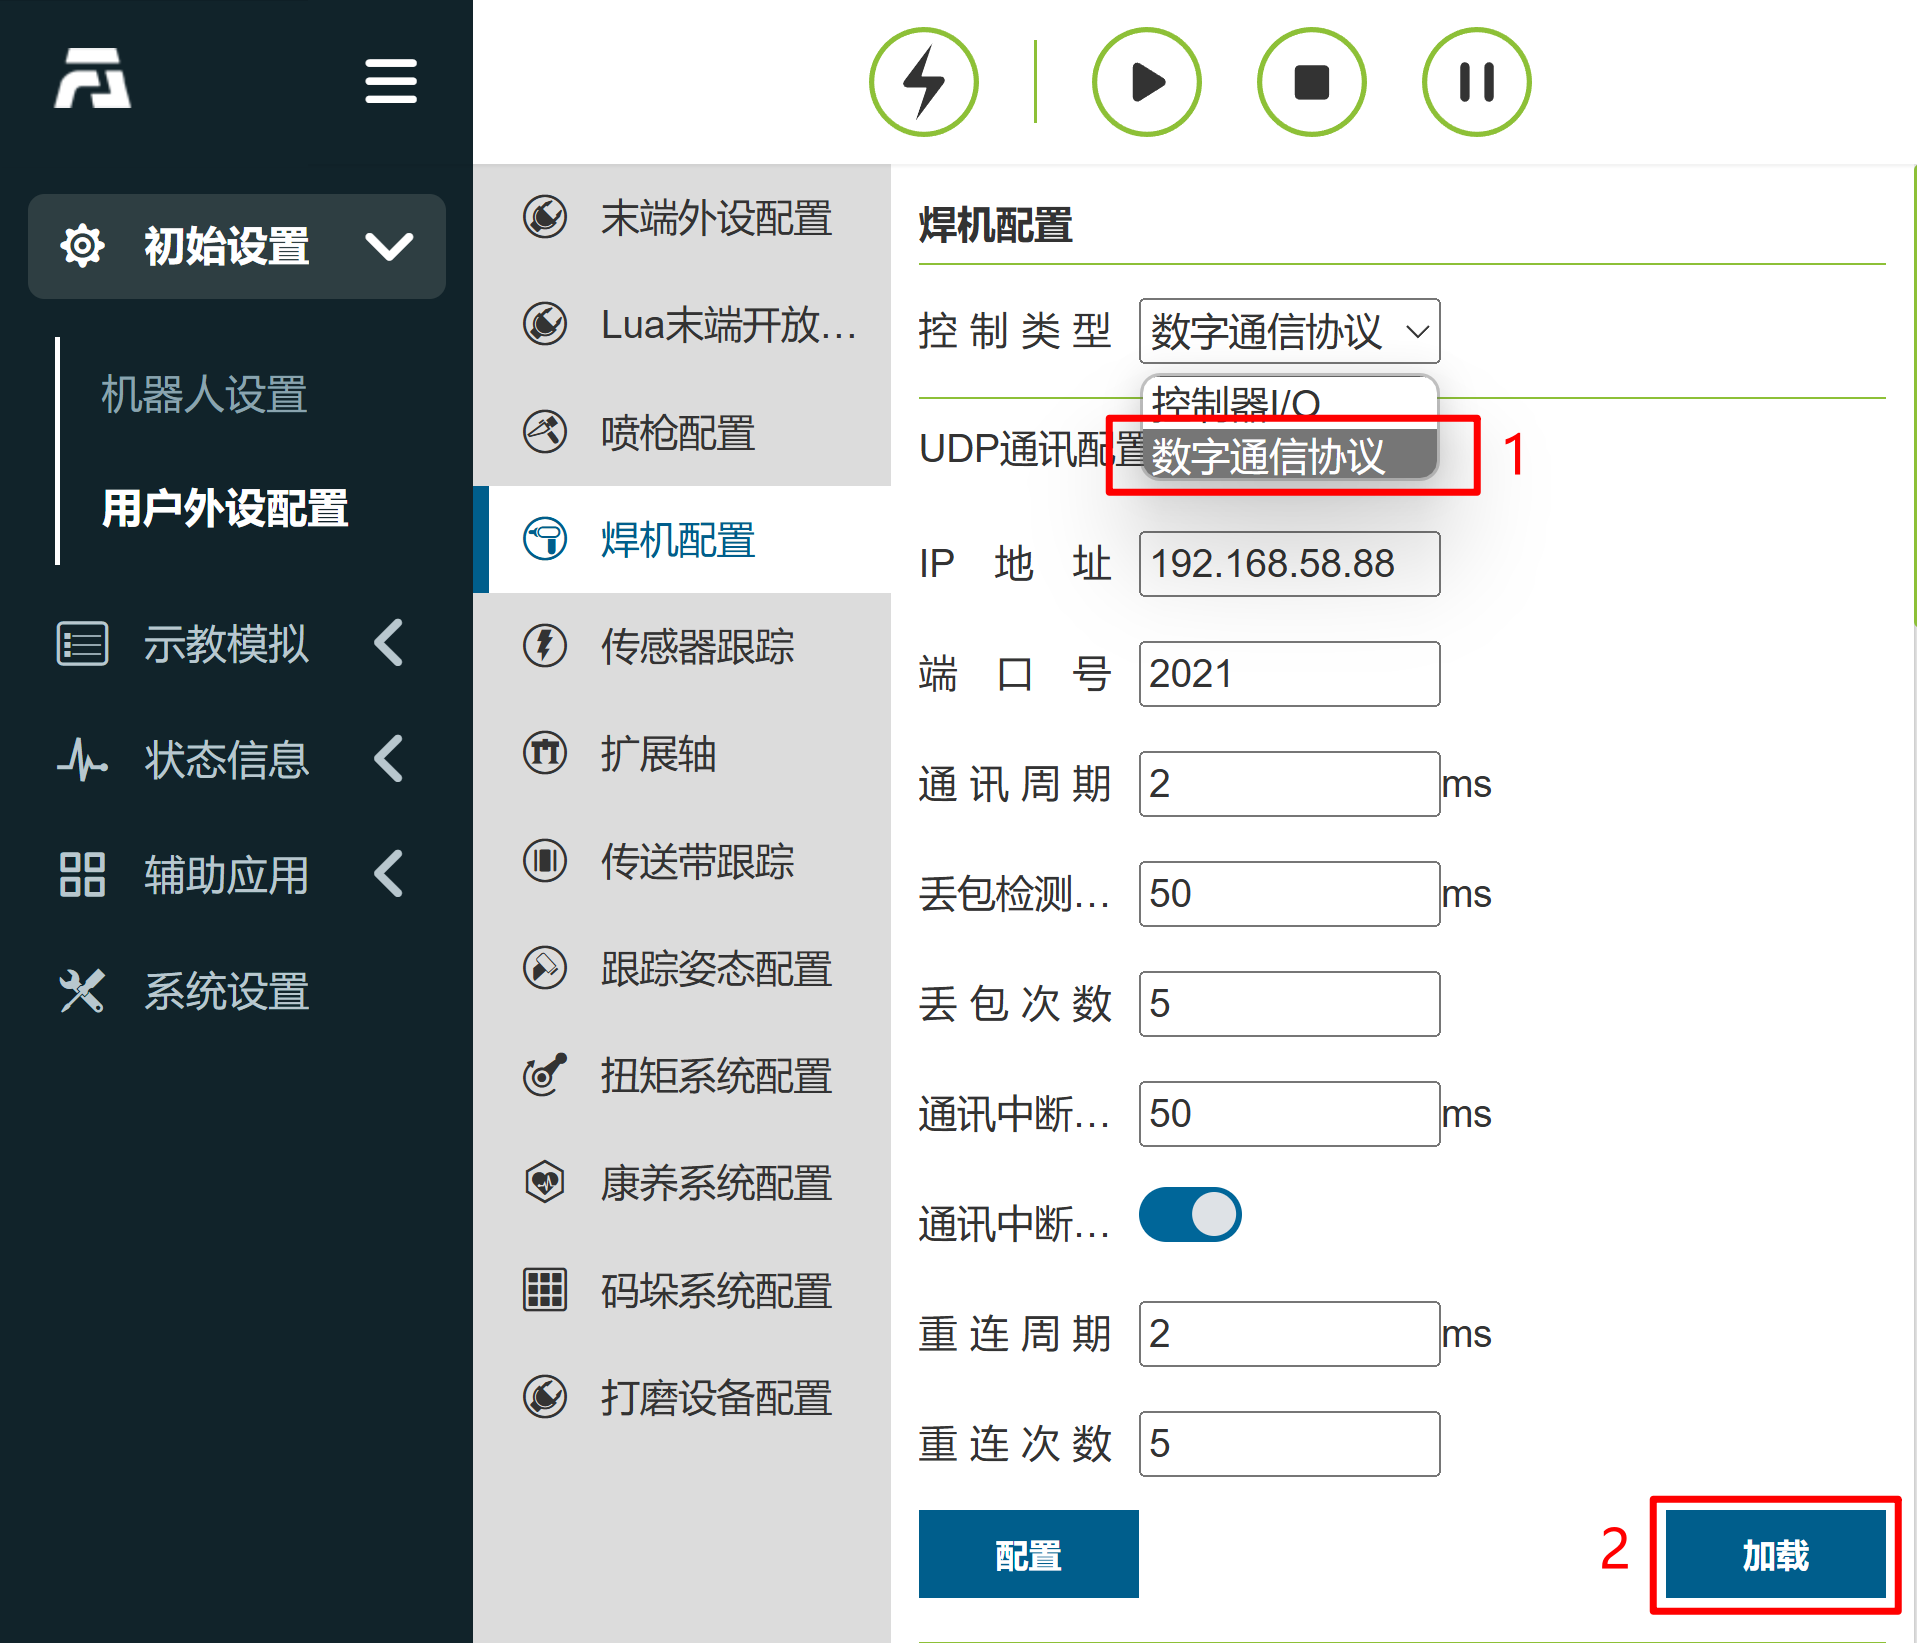 初始设置
机器人设置
用户外设配置
示教模拟
状态信息
辅助应用
系统设置
末端外设配置
Lua末端开放...
喷枪配置
焊机配置
传感器跟踪
扩展轴
传送带跟踪
跟踪姿态配置
扭矩系统配置
康养系统配置
码垛系统配置
打磨设备配置
焊机配置
控制类型 数字通信协议
控制器I/O
UDP通讯配置 数字通信协议 1
IP 地 址 192.168.58.88
端口号 2021
通讯周期 2 ms
丢包检测... 50 ms
丢包次数 5
通讯中断... 50 ms
通讯中断...
重连周期 2 ms
重连次数 5
配置 2 加载